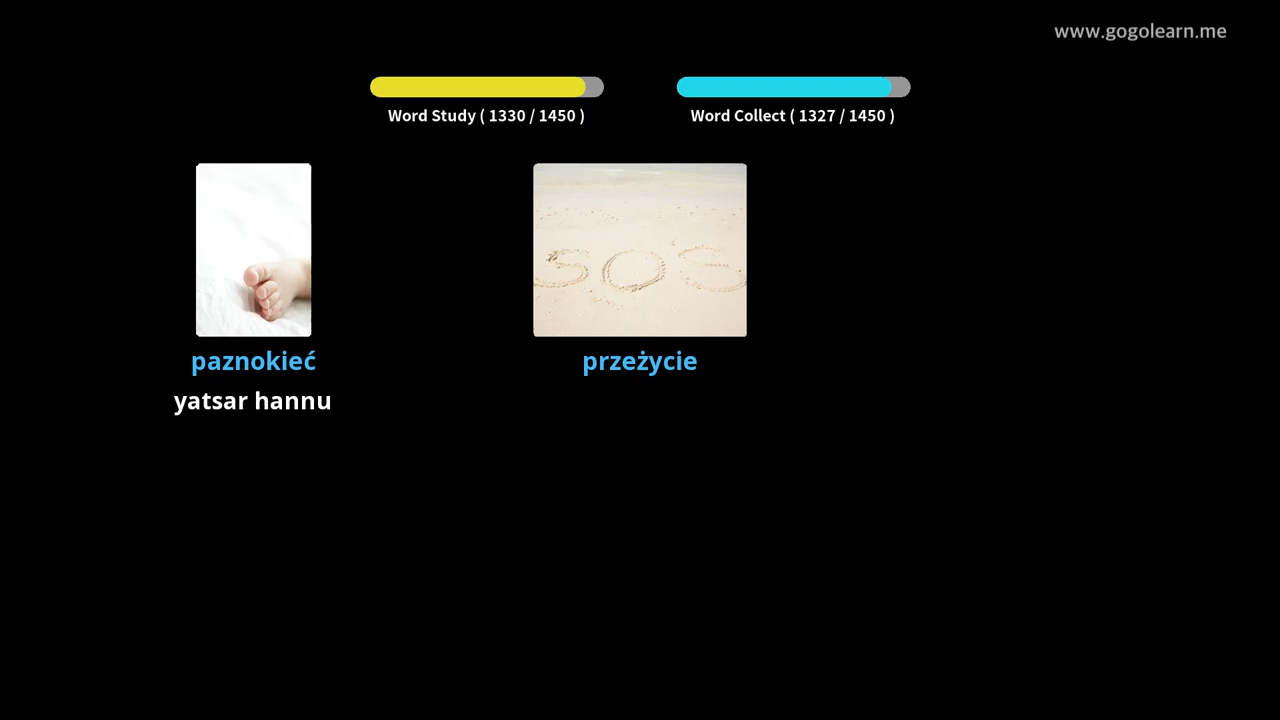 www.gogolearn.me
Word Study ( 1330 / 1450 )
Word Collect ( 1327 / 1450 )
SOS
paznokieć
przeżycie
yatsar hannu